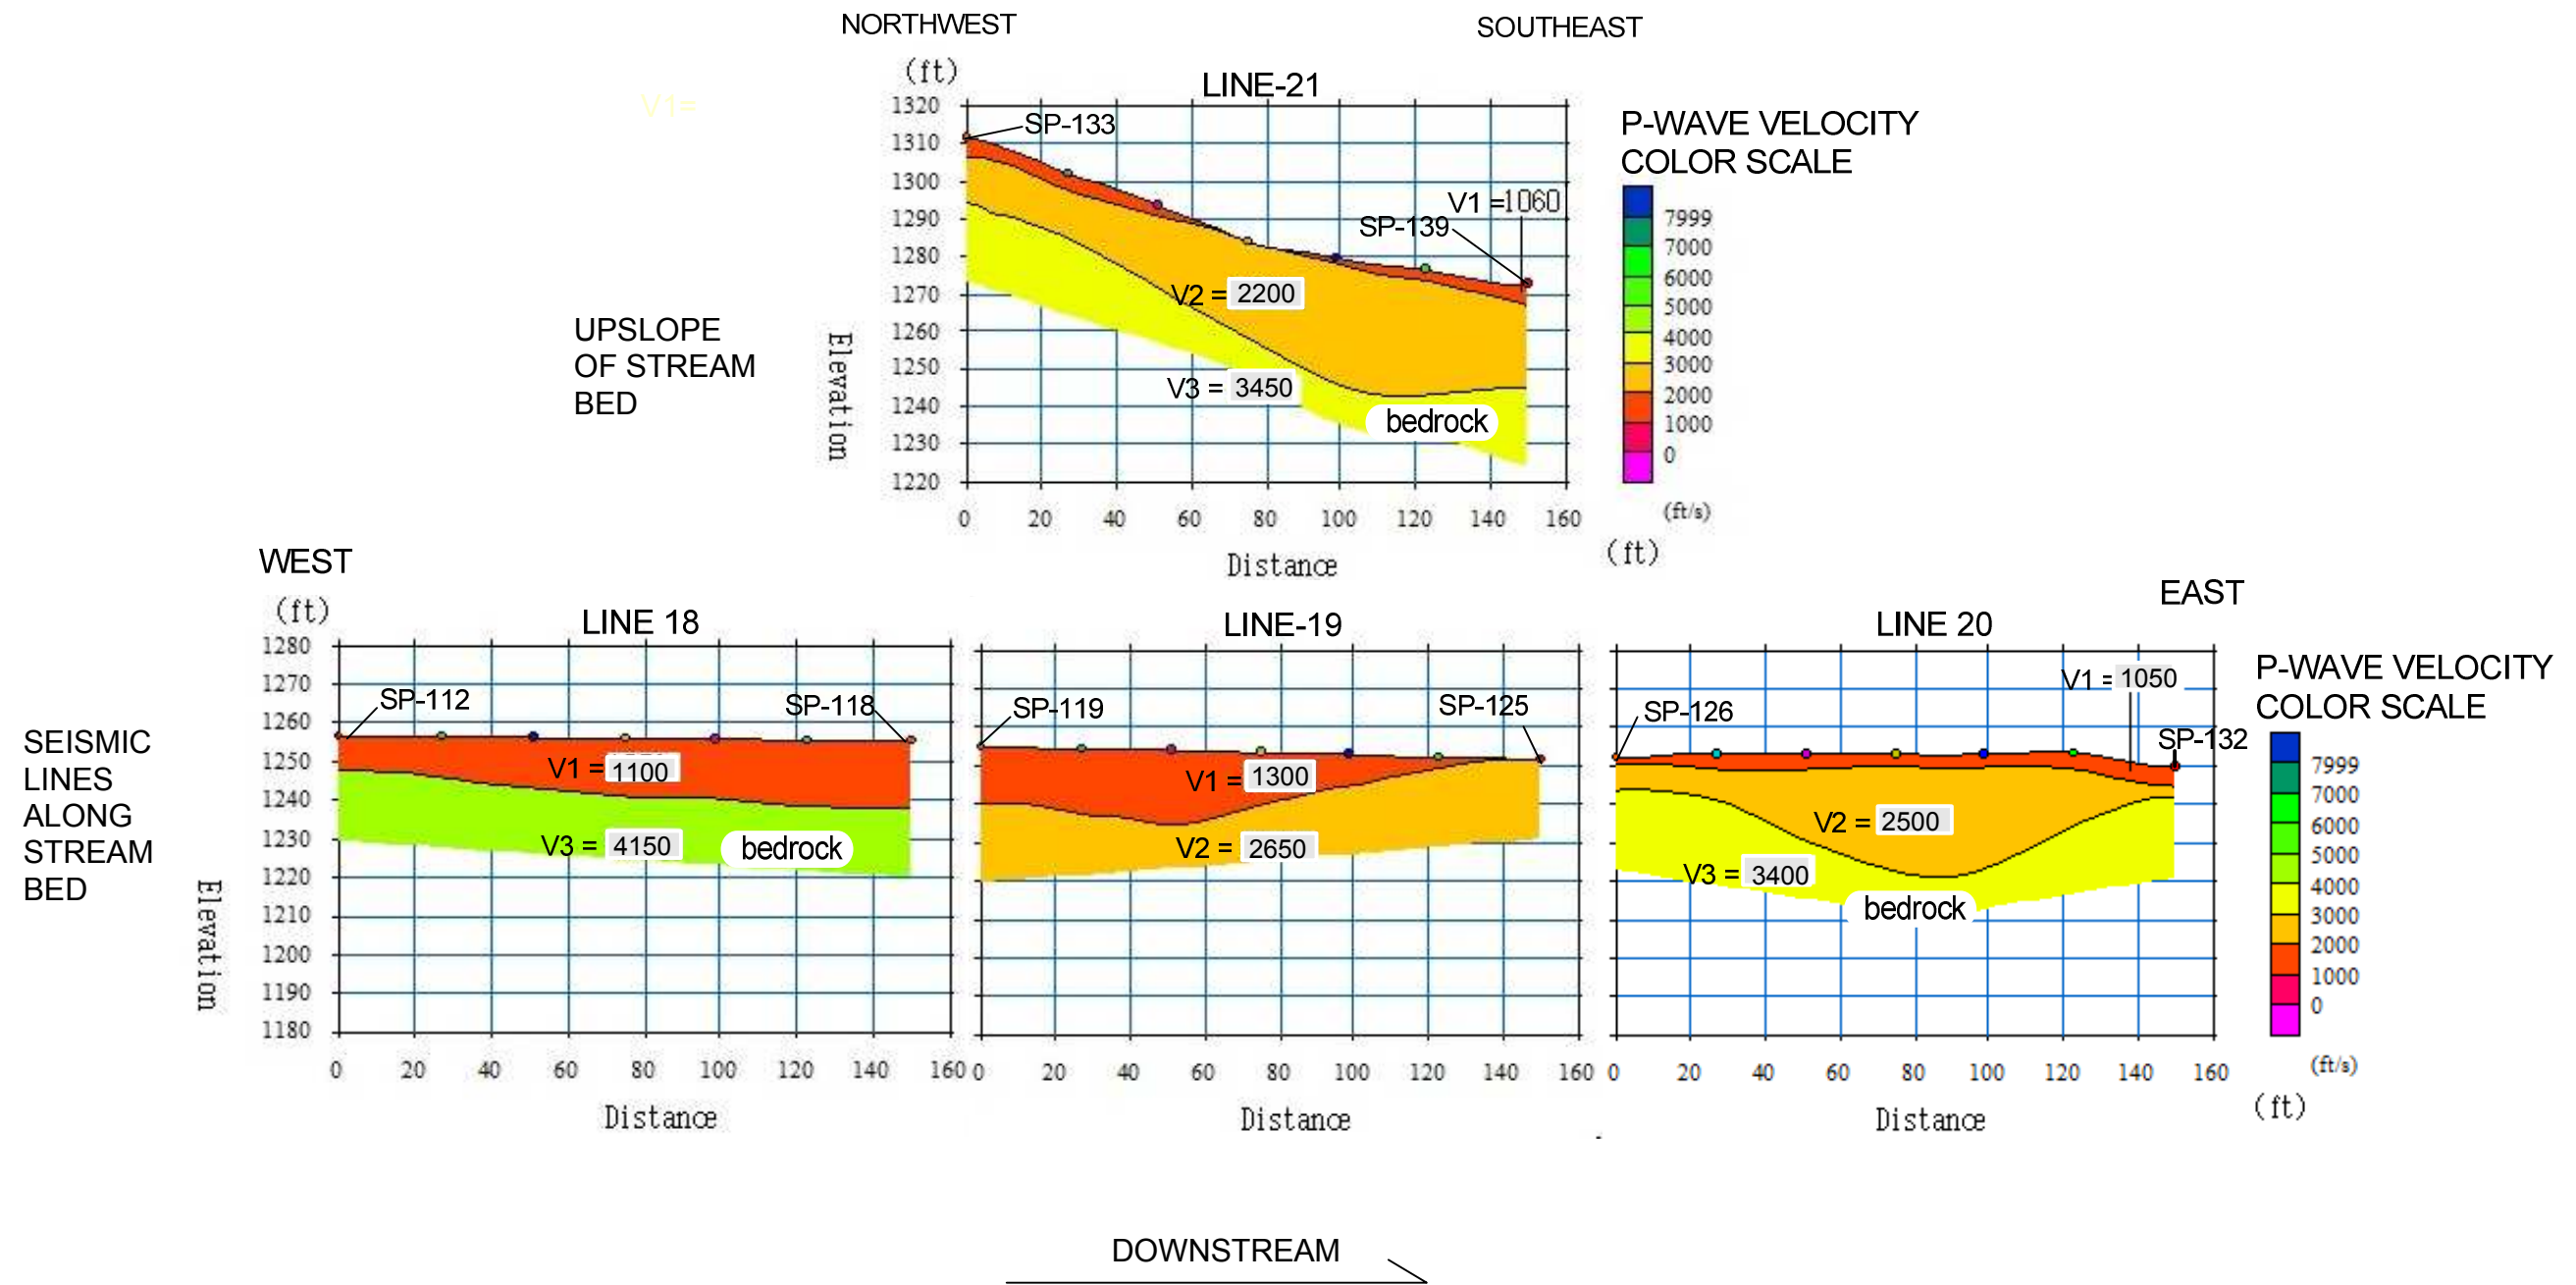 NORTHWEST
SOUTHEAST
(ft)
LINE-21
V1=
1320
1310
1300
1290
1280
1270
1260
1250
1240
1230
1220
SP-133
V1 =1060
SP-139
V2 = 2200
V3 = 3450
bedrock
Elevation
0 20 40 60 80 100 120 140 160
(ft)
Distance
P-WAVE VELOCITY
COLOR SCALE
7999
7000
6000
5000
4000
3000
2000
1000
0
(ft/s)
UPSLOPE
OF STREAM
BED
WEST
EAST
(ft)
LINE 18
LINE-19
LINE 20
1280
1270
1260
1250
1240
1230
1220
1210
1200
1190
1180
SP-112
SP-118
V1 = 1100
V3 = 4150
bedrock
Elevation
0 20 40 60 80 100 120 140 160
Distance
SP-119
SP-125
V1 = 1300
V2 = 2650
0 20 40 60 80 100 120 140 160
Distance
V1 = 1050
SP-126
SP-132
V2 = 2500
V3 = 3400
bedrock
0 20 40 60 80 100 120 140 160
Distance
(ft)
P-WAVE VELOCITY
COLOR SCALE
7999
7000
6000
5000
4000
3000
2000
1000
0
(ft/s)
SEISMIC
LINES
ALONG
STREAM
BED
DOWNSTREAM